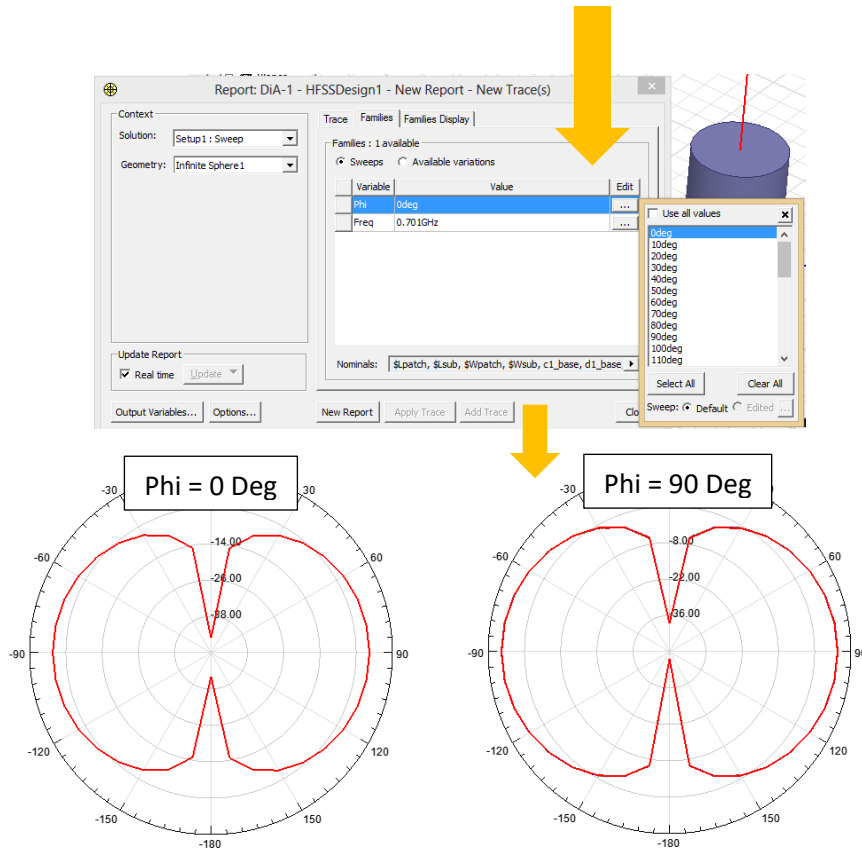 Report: DiA-1 - HFSSDesign1 - New Report - New Trace(s)
Context
Solution: Setup1 : Sweep
Geometry: Infinite Sphere1
Update Report
Real time Update
Output Variables... Options...
Trace Families Families Display
Families : 1 available
Sweeps Available variations
Variable Value Edit
Phi 0deg ...
Freq 0.701GHz ...
Nominals: $Lpatch, $Lsub, $Wpatch, $Wsub, c1_base, d1_base
New Report Apply Trace Add Trace Clo
Use all values x
0deg
10deg
20deg
30deg
40deg
50deg
60deg
70deg
80deg
90deg
100deg
110deg
Select All Clear All
Sweep: Default Edited ...
Phi = 0 Deg
-30 30
-60 60
-90 90
-120 120
-150 150
-180
-14.00
-26.00
-38.00
Phi = 90 Deg
-30 30
-60 60
-90 90
-120 120
-150 150
-180
-8.00
-22.00
-36.00